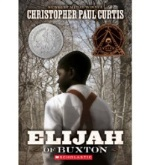 CHRISTOPHER PAUL CURTIS
ELIJAH
OF BUXTON
SCHOLASTIC